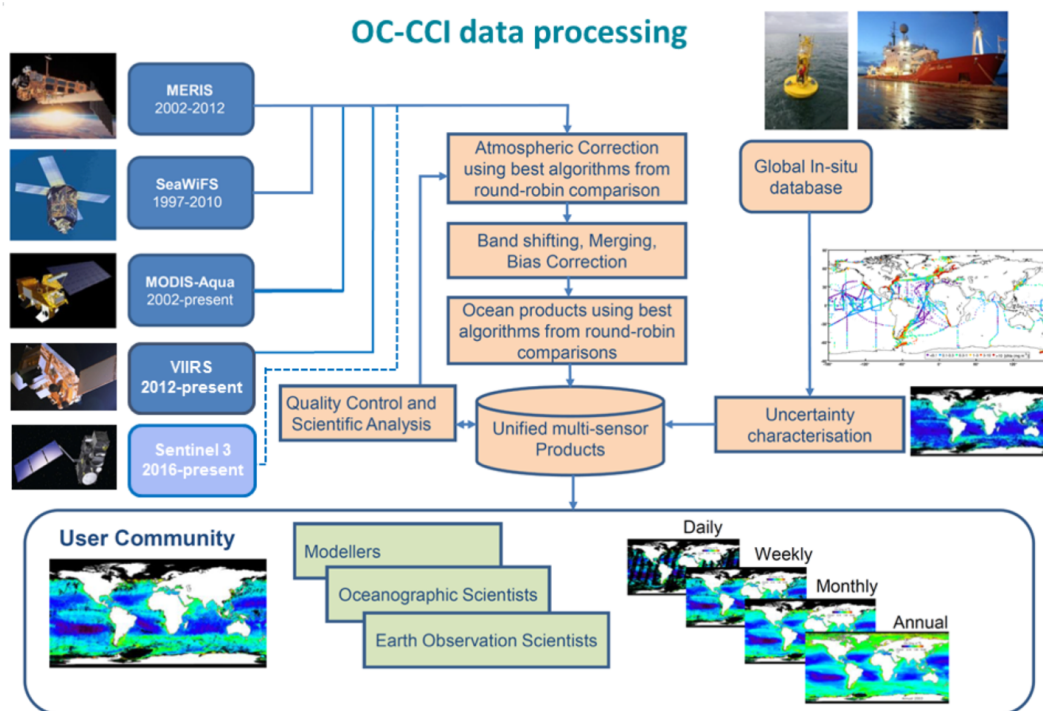 OC-CCI data processing
MERIS
2002-2012
SeaWiFS
1997-2010
MODIS-Aqua
2002-present
VIIRS
2012-present
Sentinel 3
2016-present
Atmospheric Correction
using best algorithms from
round-robin comparison
Band shifting, Merging,
Bias Correction
Ocean products using best
algorithms from round-robin
comparisons
Quality Control and
Scientific Analysis
Unified multi-sensor
Products
Global In-situ
database
Uncertainty
characterisation
User Community
Modellers
Oceanographic Scientists
Earth Observation Scientists
Daily
Weekly
Monthly
Annual